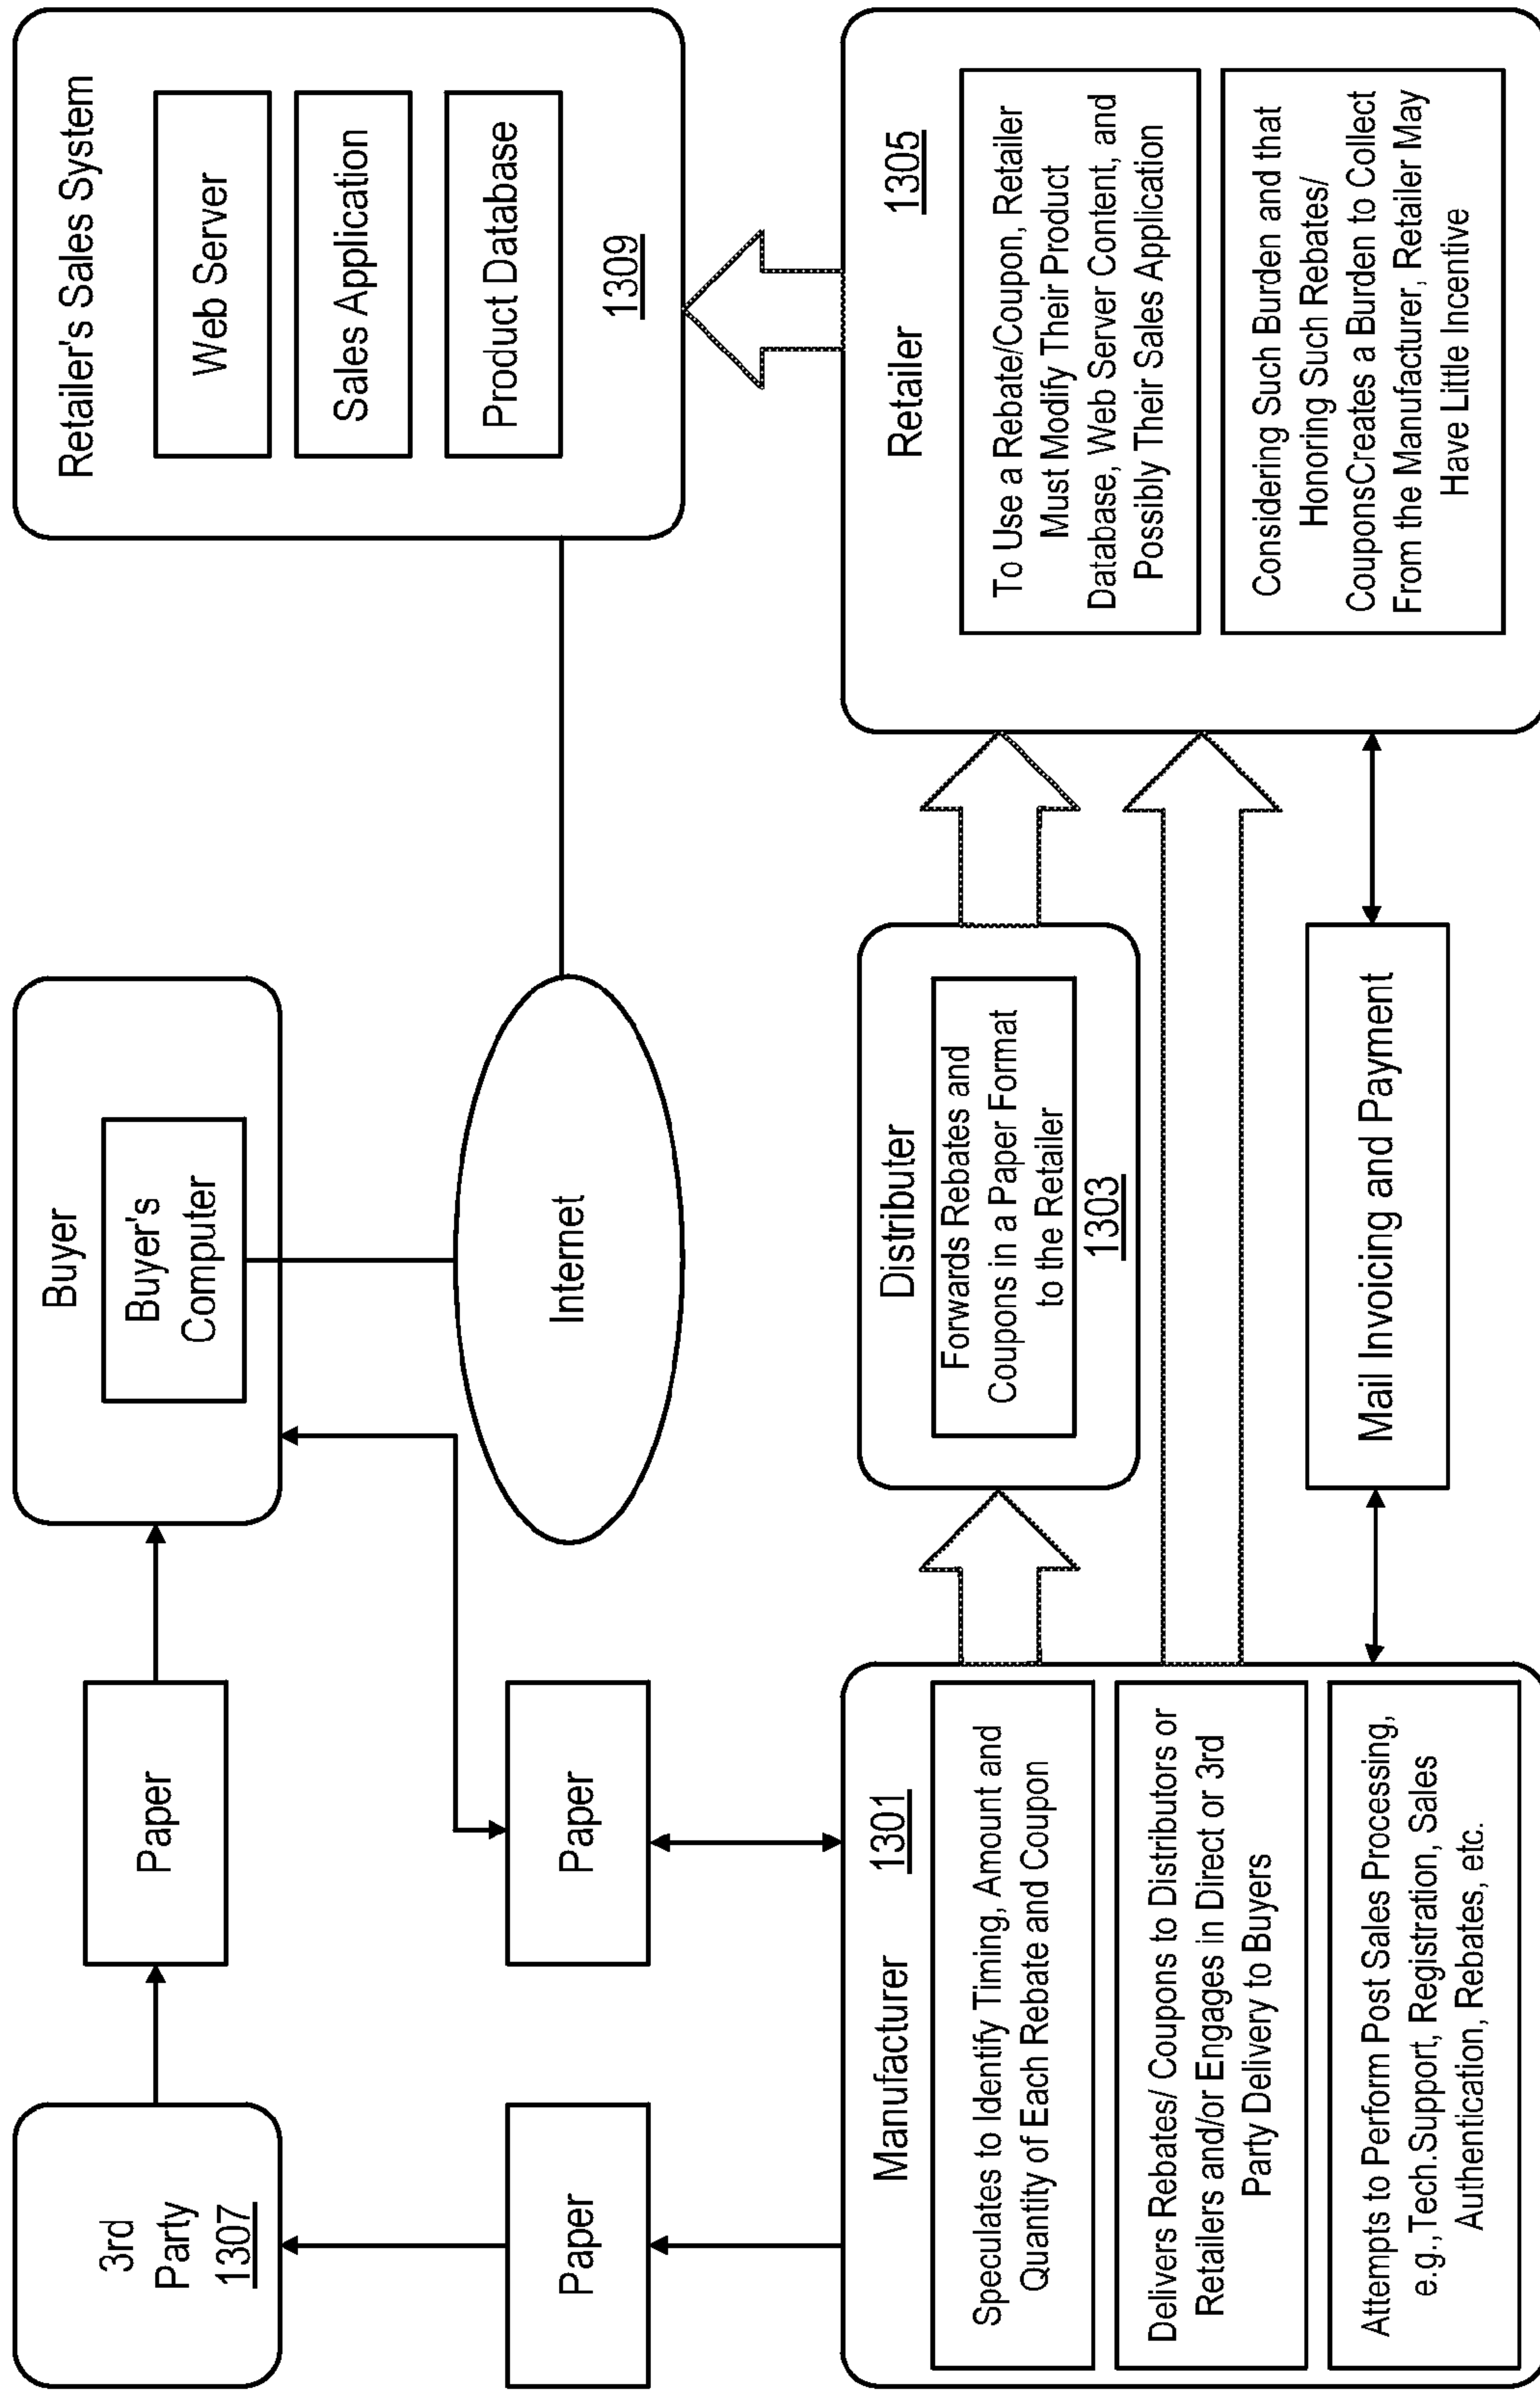 3rd
Party
1307
Paper
Buyer
Buyer's
Computer
Retailer's Sales System
Web Server
Sales Application
Product Database
1309
Paper
Paper
Internet
Manufacturer
1301
Speculates to Identify Timing, Amount and
Quantity of Each Rebate and Coupon
Delivers Rebates/ Coupons to Distributors or
Retailers and/or Engages in Direct or 3rd
Party Delivery to Buyers
Attempts to Perform Post Sales Processing,
e.g.,Tech.Support, Registration, Sales
Authentication, Rebates, etc.
Distributer
Forwards Rebates and
Coupons in a Paper Format
to the Retailer
1303
Mail Invoicing and Payment
Retailer
1305
To Use a Rebate/Coupon, Retailer
Must Modify Their Product
Database, Web Server Content, and
Possibly Their Sales Application
Considering Such Burden and that
Honoring Such Rebates/
CouponsCreates a Burden to Collect
From the Manufacturer, Retailer May
Have Little Incentive